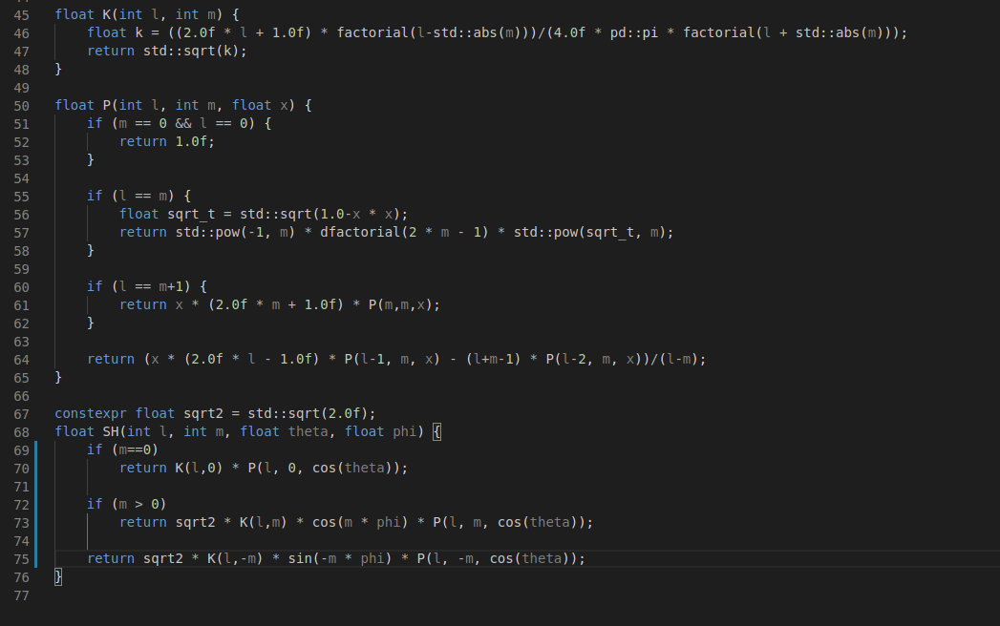 45 float K(int l, int m) {
46     float k = ((2.0f * l + 1.0f) * factorial(l-std::abs(m)))/(4.0f * pd::pi * factorial(l + std::abs(m)));
47     return std::sqrt(k);
48 }
49
50 float P(int l, int m, float x) {
51     if (m == 0 && l == 0) {
52         return 1.0f;
53     }
54
55     if (l == m) {
56         float sqrt_t = std::sqrt(1.0-x * x);
57         return std::pow(-1, m) * dfactorial(2 * m - 1) * std::pow(sqrt_t, m);
58     }
59
60     if (l == m+1) {
61         return x * (2.0f * m + 1.0f) * P(m,m,x);
62     }
63
64     return (x * (2.0f * l - 1.0f) * P(l-1, m, x) - (l+m-1) * P(l-2, m, x))/(l-m);
65 }
66
67 constexpr float sqrt2 = std::sqrt(2.0f);
68 float SH(int l, int m, float theta, float phi) {
69     if (m==0)
70         return K(l,0) * P(l, 0, cos(theta));
71
72     if (m > 0)
73         return sqrt2 * K(l,m) * cos(m * phi) * P(l, m, cos(theta));
74
75     return sqrt2 * K(l,-m) * sin(-m * phi) * P(l, -m, cos(theta));
76 }
77